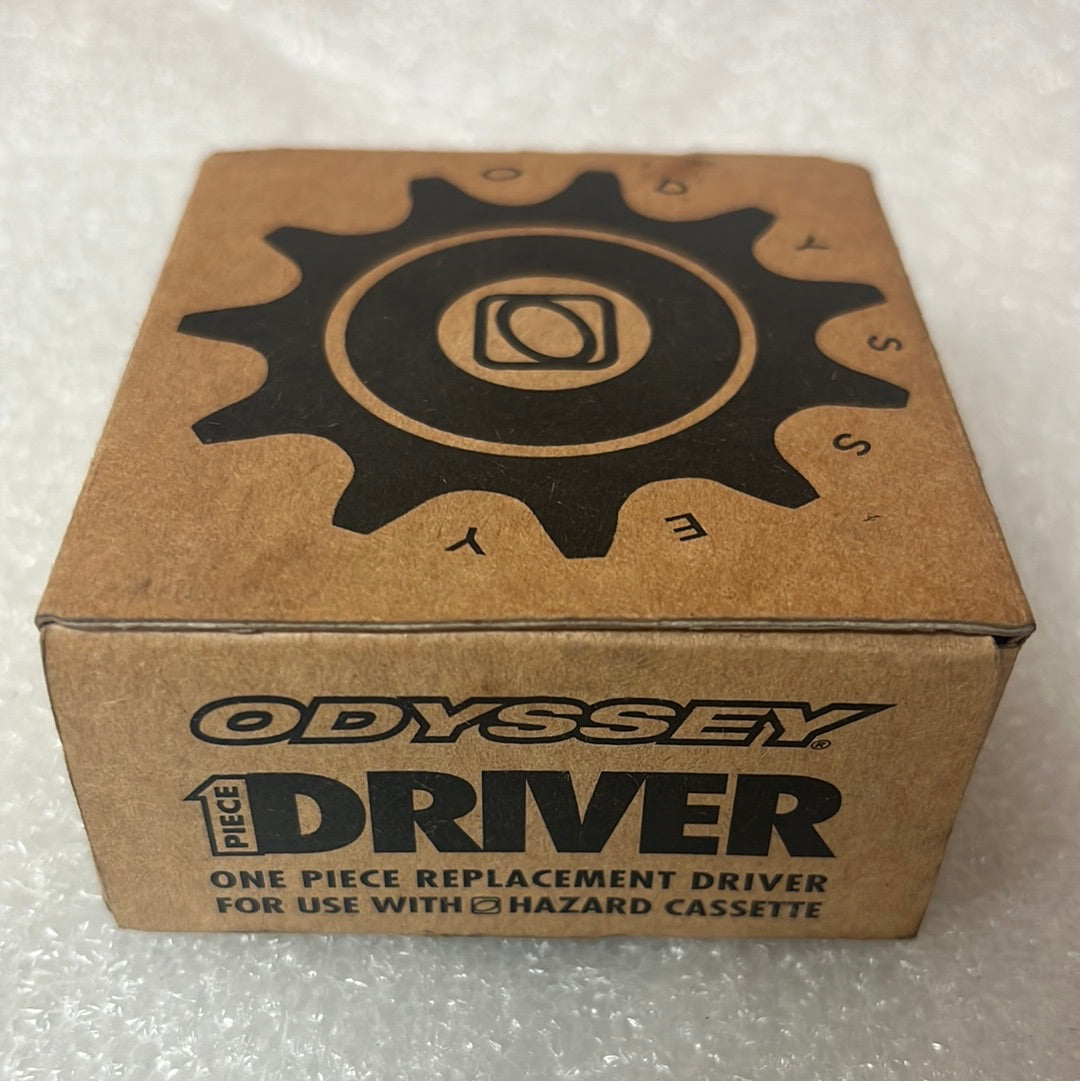 ODYSSEY
ODYSSEY®
1 PIECE DRIVER
ONE PIECE REPLACEMENT DRIVER
FOR USE WITH HAZARD CASSETTE